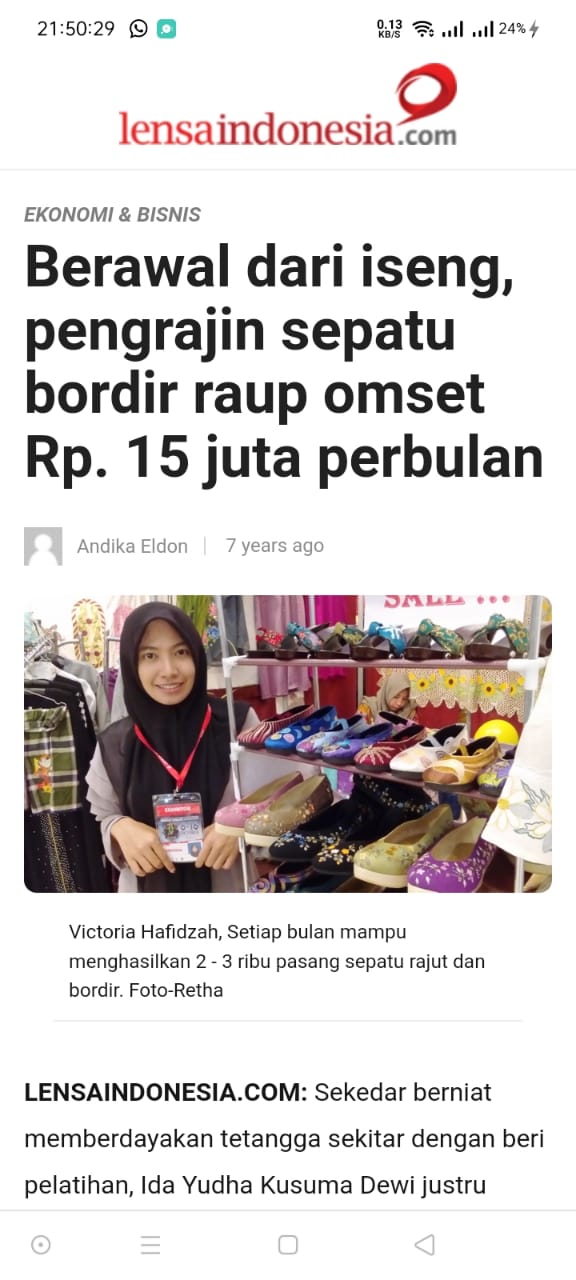 21:50:29
0.13
KB/S
24%
lensaindonesia.com
EKONOMI & BISNIS
Berawal dari iseng,
pengrajin sepatu
bordir raup omset
Rp. 15 juta perbulan
Andika Eldon
7 years ago
SALE ...
Victoria Hafidzah, Setiap bulan mampu
menghasilkan 2 - 3 ribu pasang sepatu rajut dan
bordir. Foto-Retha
LENSAINDONESIA.COM: Sekedar berniat
memberdayakan tetangga sekitar dengan beri
pelatihan, Ida Yudha Kusuma Dewi justru